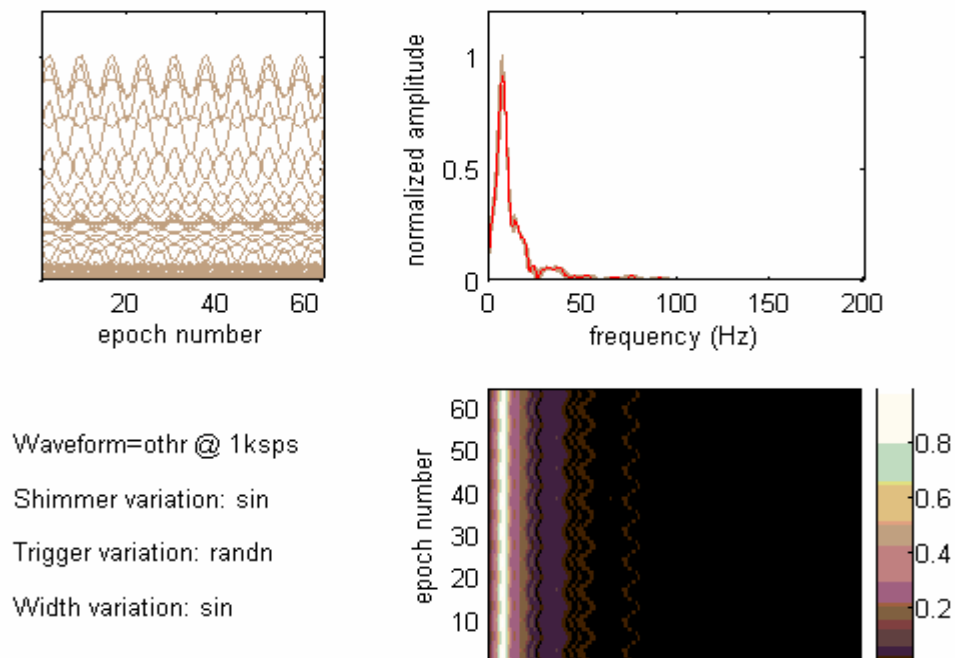 20
40
60
epoch number
normalized amplitude
1
0.5
0
0
50
100
150
200
frequency (Hz)
Waveform=othr @ 1ksps
Shimmer variation: sin
Trigger variation: randn
Width variation: sin
epoch number
60
50
40
30
20
10
0.8
0.6
0.4
0.2